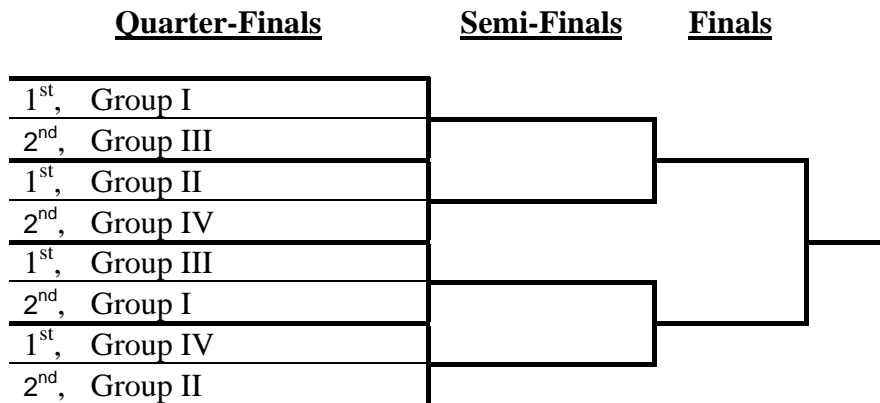 Quarter-Finals Semi-Finals Finals
1st, Group I
2nd, Group III
1st, Group II
2nd, Group IV
1st, Group III
2nd, Group I
1st, Group IV
2nd, Group II